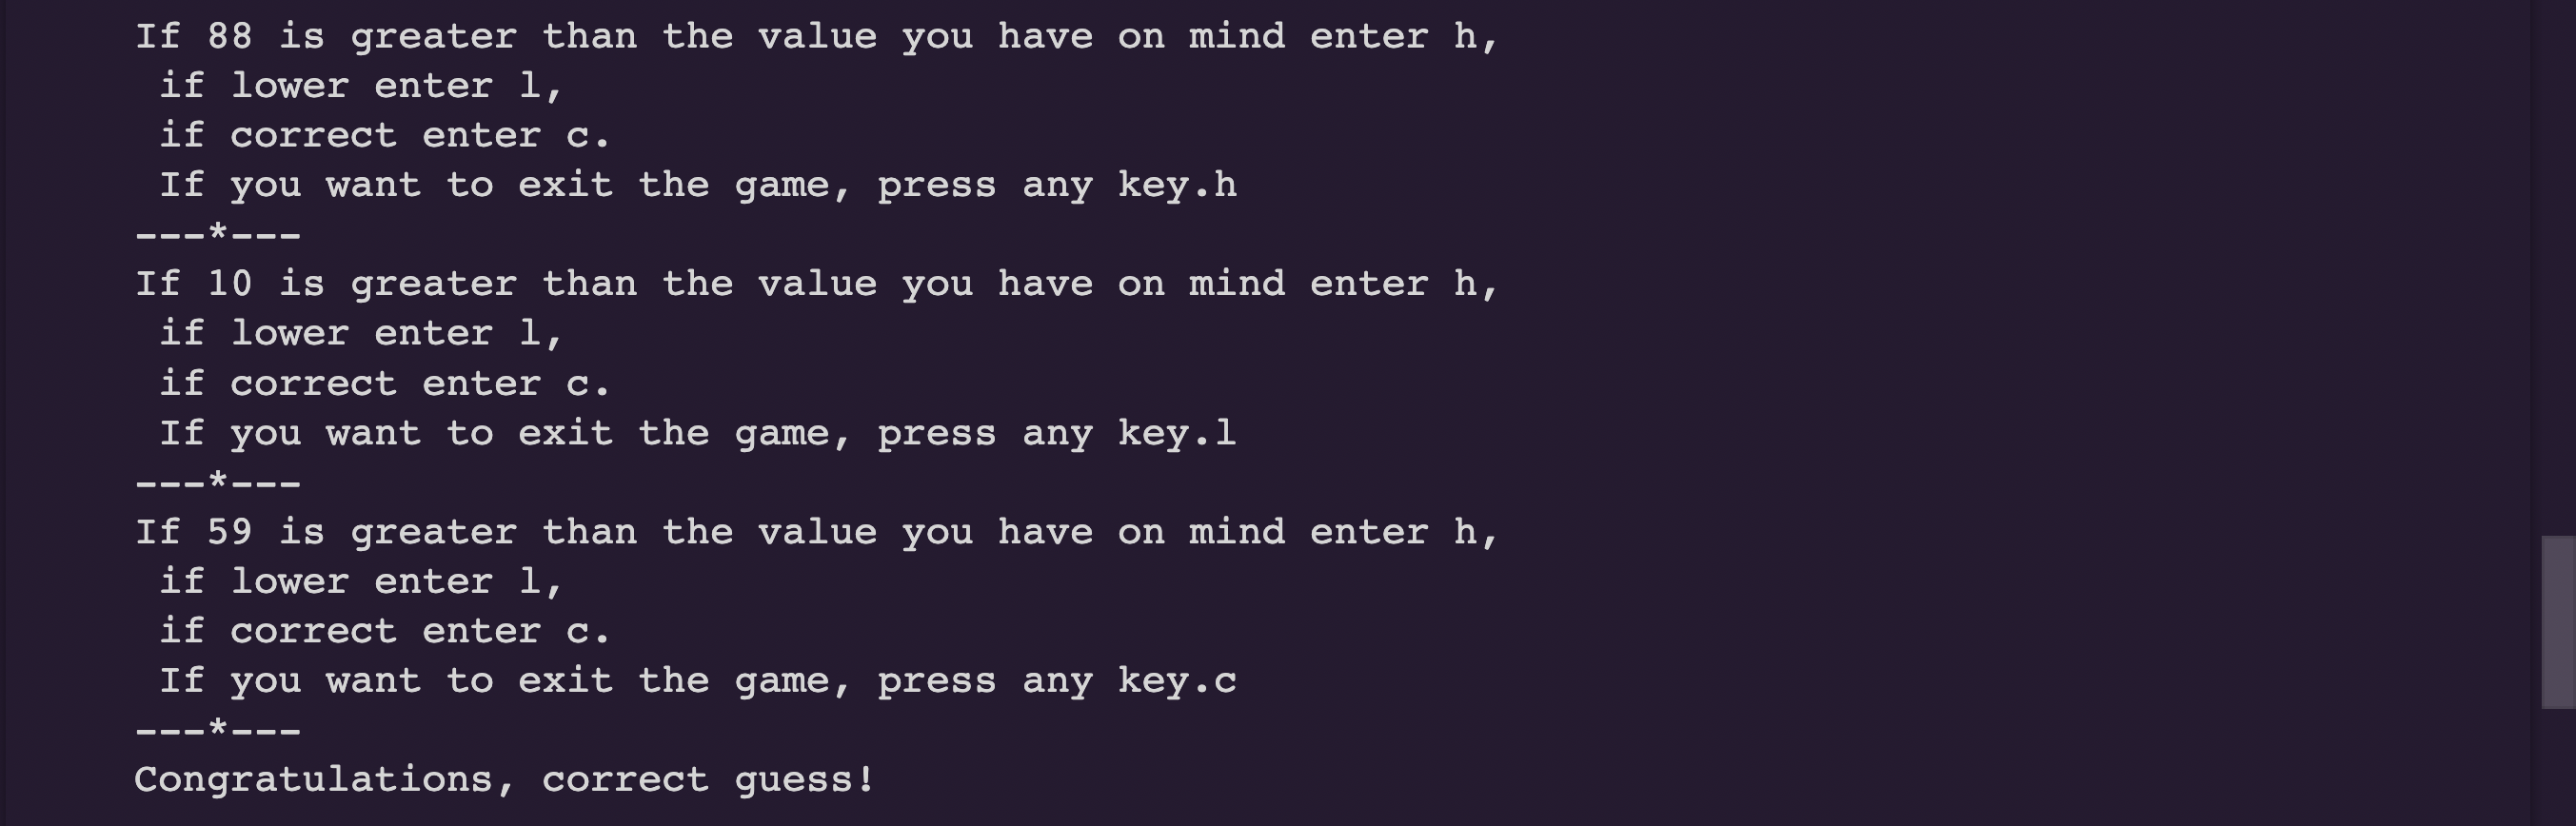 If 88 is greater than the value you have on mind enter h,
 if lower enter l,
 if correct enter c.
 If you want to exit the game, press any key.h
---*---
If 10 is greater than the value you have on mind enter h,
 if lower enter l,
 if correct enter c.
 If you want to exit the game, press any key.l
---*---
If 59 is greater than the value you have on mind enter h,
 if lower enter l,
 if correct enter c.
 If you want to exit the game, press any key.c
---*---
Congratulations, correct guess!